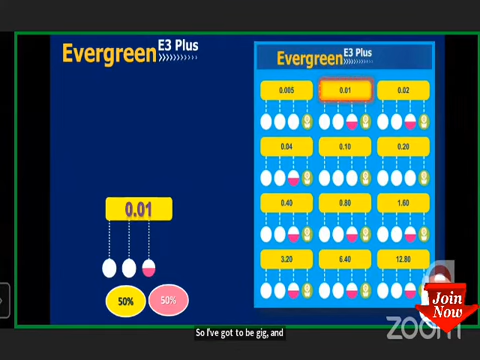 Evergreen E3 Plus
Evergreen E3 Plus
0.005 0.01 0.02
0.04 0.10 0.20
0.40 0.80 1.60
3.20 6.40 12.80
0.01
50% 50%
Join
Now
zoom
So I've got to be gig, and